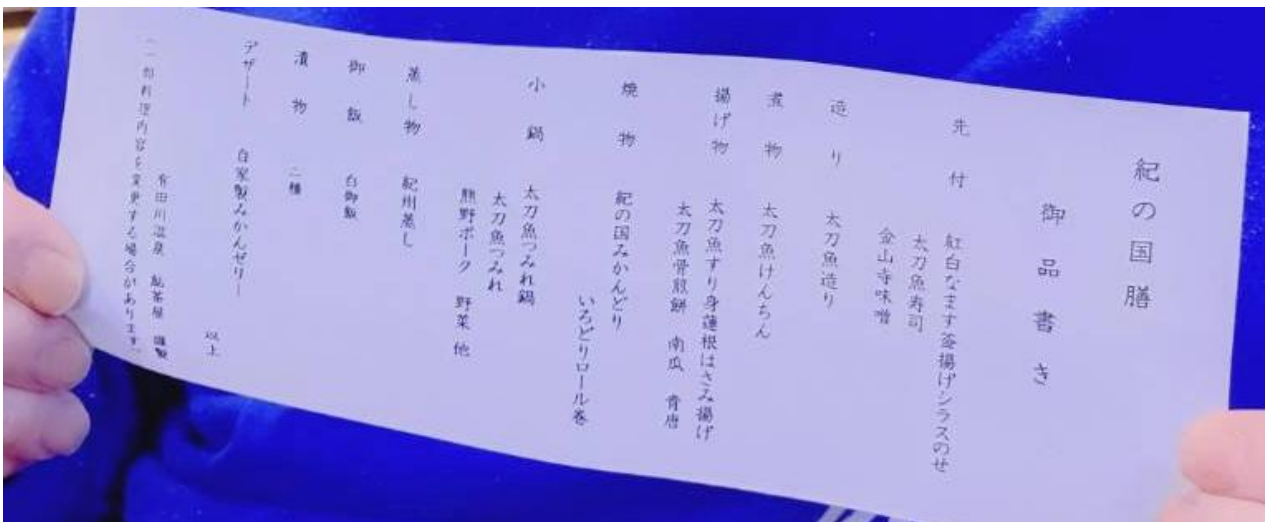 紀の国膳
御品書き
先付 紅白なます釜揚げシラスのせ
太刀魚寿司
金山寺味噌
造り 太刀魚造り
煮物 太刀魚けんちん
揚げ物 太刀魚すり身蓮根はさみ揚げ
太刀魚骨煎餅 南瓜 青唐
焼物 紀の国みかんどり
いろどりロール巻
小鍋 太刀魚つみれ鍋
太刀魚つみれ
熊野ポーク 野菜 他
蒸し物 紀州蒸し
御飯 白御飯
漬物 二種
デザート 自家製みかんゼリー
以上
有田川温泉 鮎茶屋 謹製
（一部料理内容を変更する場合があります）